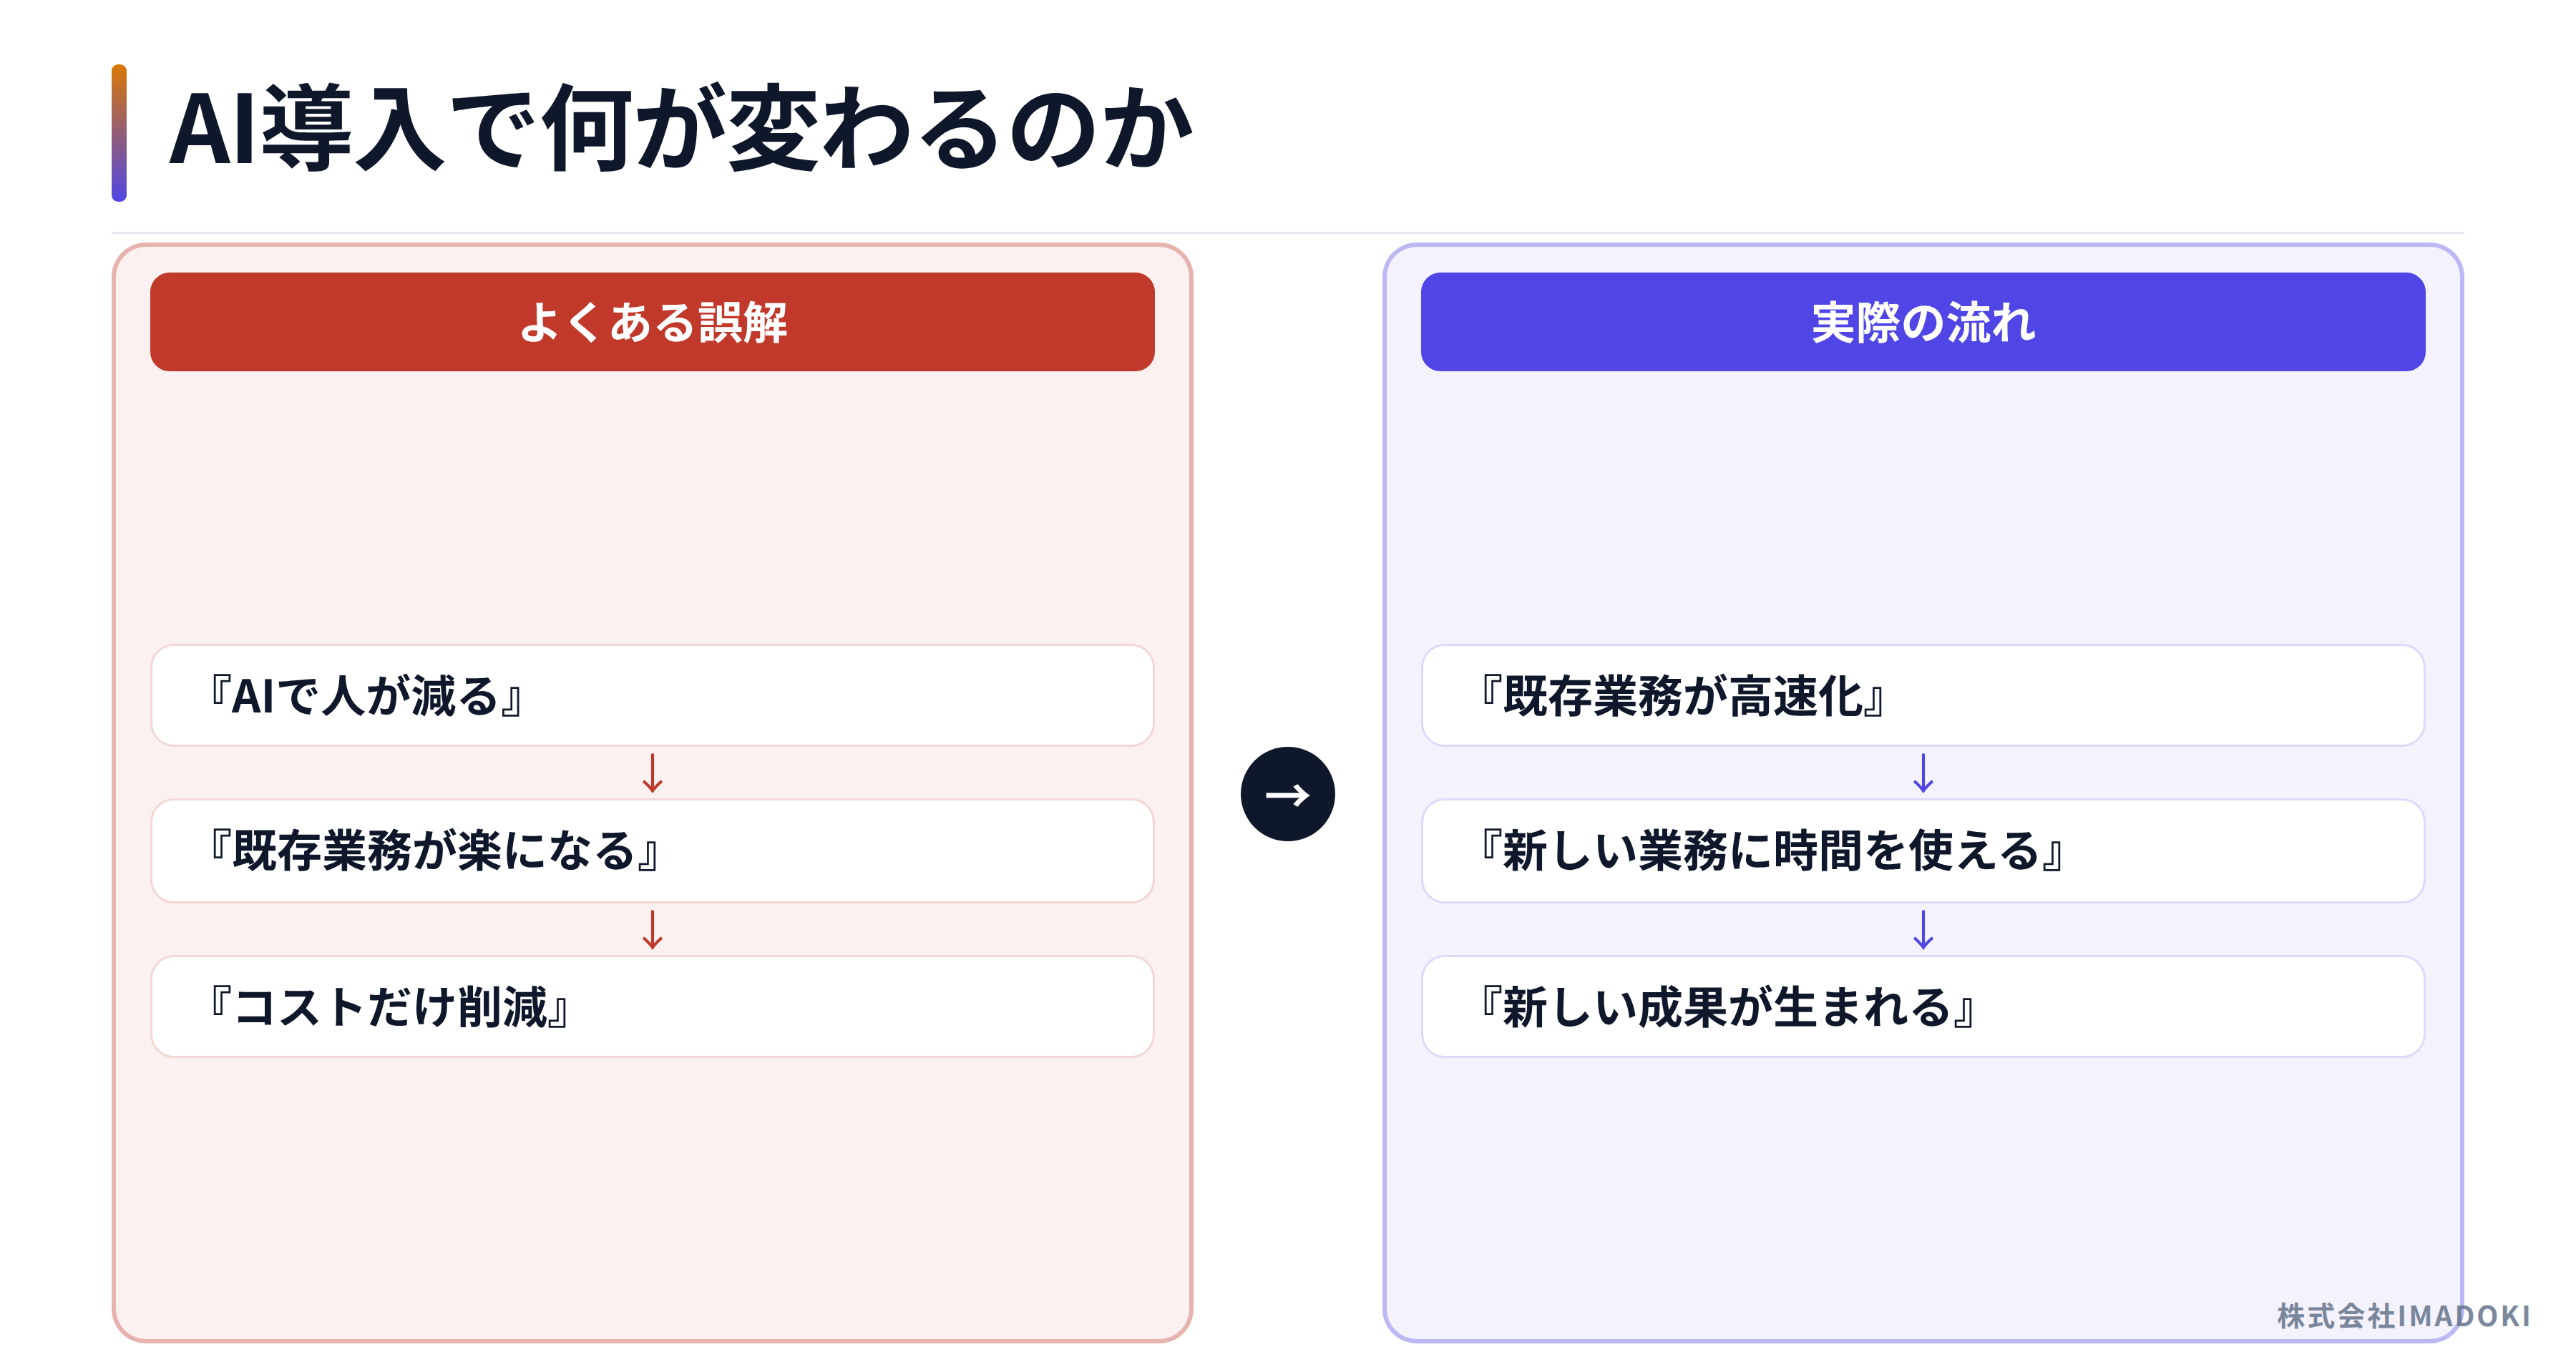 AI導入で何が変わるのか
よくある誤解
『AIで人が減る』
↓
『既存業務が楽になる』
↓
『コストだけ削減』
→
実際の流れ
『既存業務が高速化』
↓
『新しい業務に時間を使える』
↓
『新しい成果が生まれる』
株式会社IMADOKI